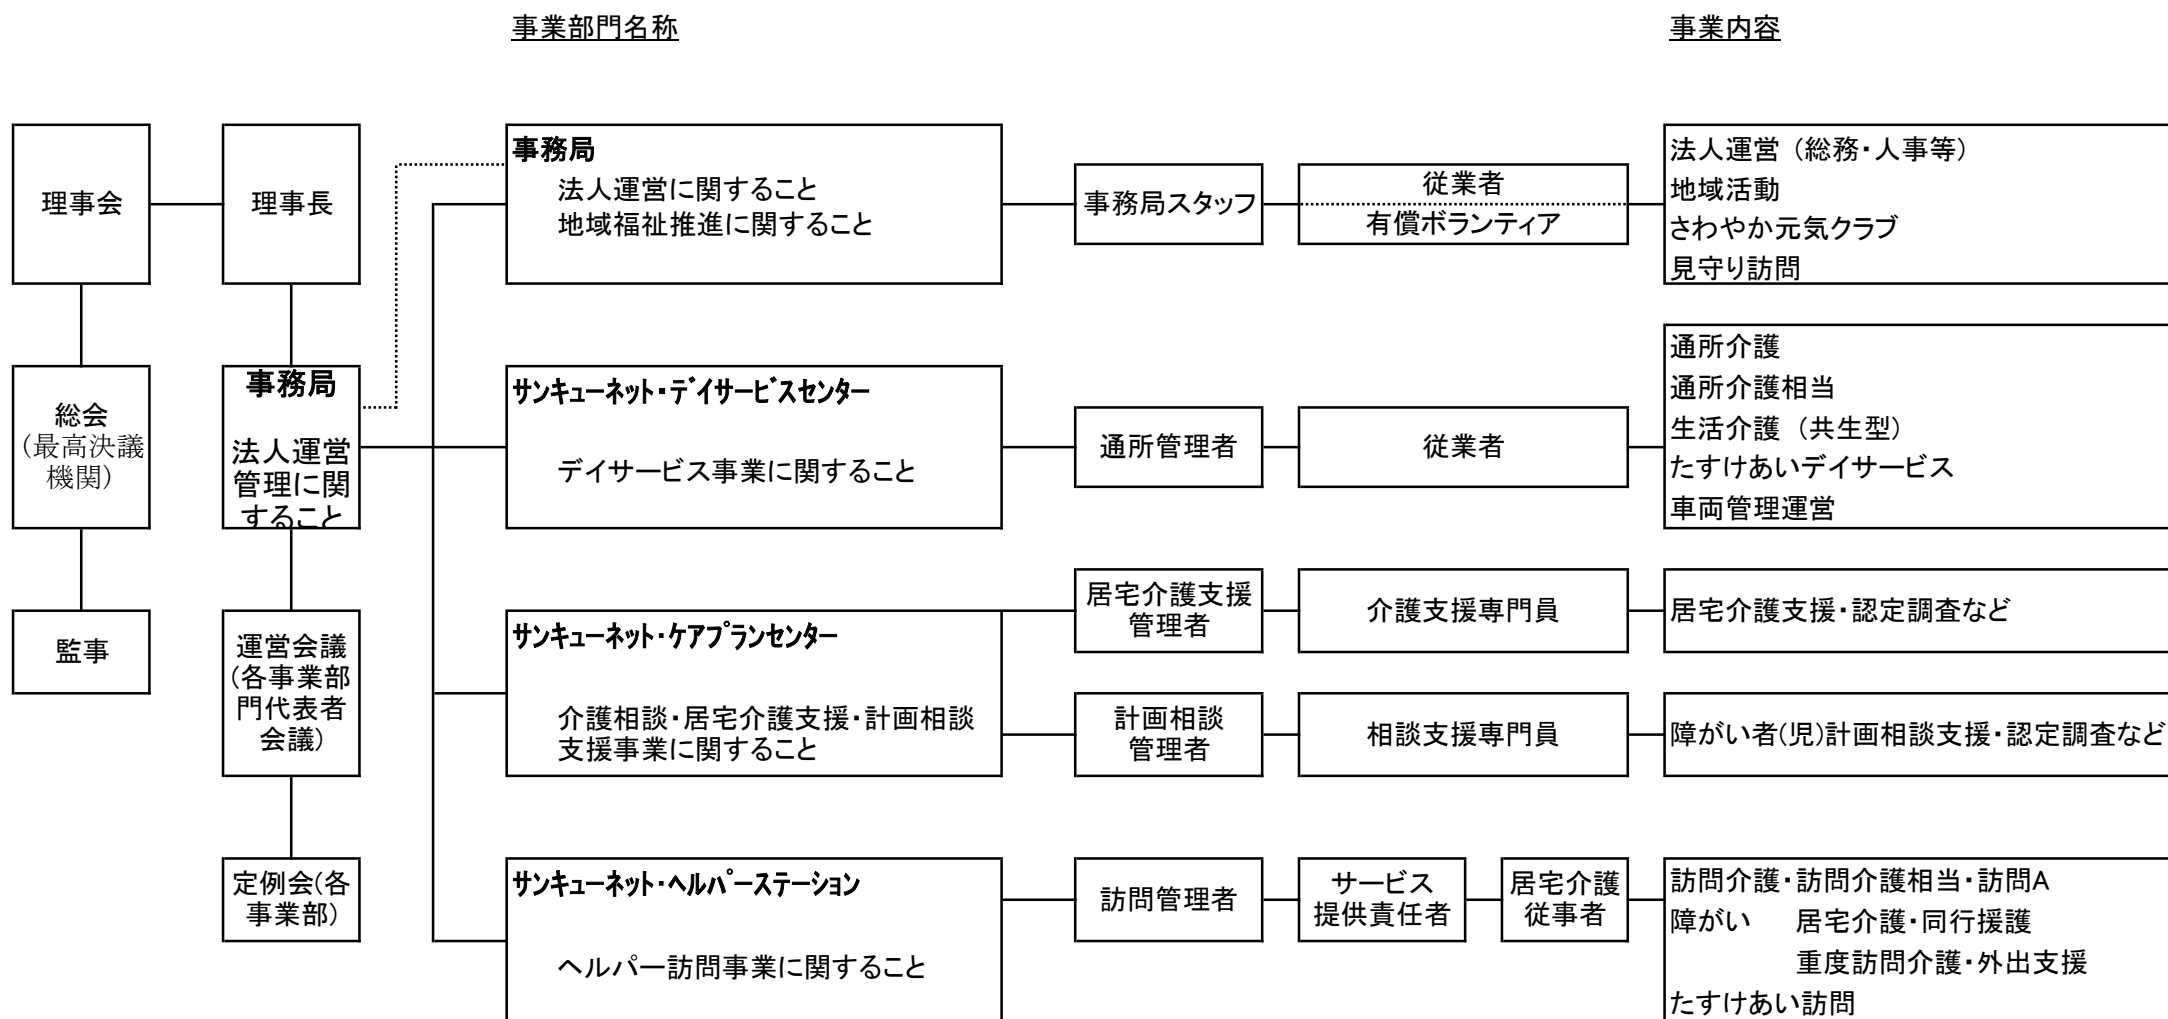 事業部門名称
事業内容
理事会
理事長
事務局
法人運営に関すること
地域福祉推進に関すること
事務局スタッフ
従業者
有償ボランティア
法人運営（総務・人事等）
地域活動
さわやか元気クラブ
見守り訪問
総会
（最高決議
機関）
事務局
法人運営
管理に関
すること
サンキューネット・デイサービスセンター
デイサービス事業に関すること
通所管理者
従業者
通所介護
通所介護相当
生活介護（共生型）
たすけあいデイサービス
車両管理運営
監事
運営会議
(各事業部
門代表者
会議)
サンキューネット・ケアプランセンター
介護相談・居宅介護支援・計画相談
支援事業に関すること
居宅介護支援
管理者
介護支援専門員
居宅介護支援・認定調査など
計画相談
管理者
相談支援専門員
障がい者(児)計画相談支援・認定調査など
定例会(各
事業部)
サンキューネット・ヘルパーステーション
ヘルパー訪問事業に関すること
訪問管理者
サービス
提供責任者
居宅介護
従事者
訪問介護・訪問介護相当・訪問A
障がい　居宅介護・同行援護
重度訪問介護・外出支援
たすけあい訪問